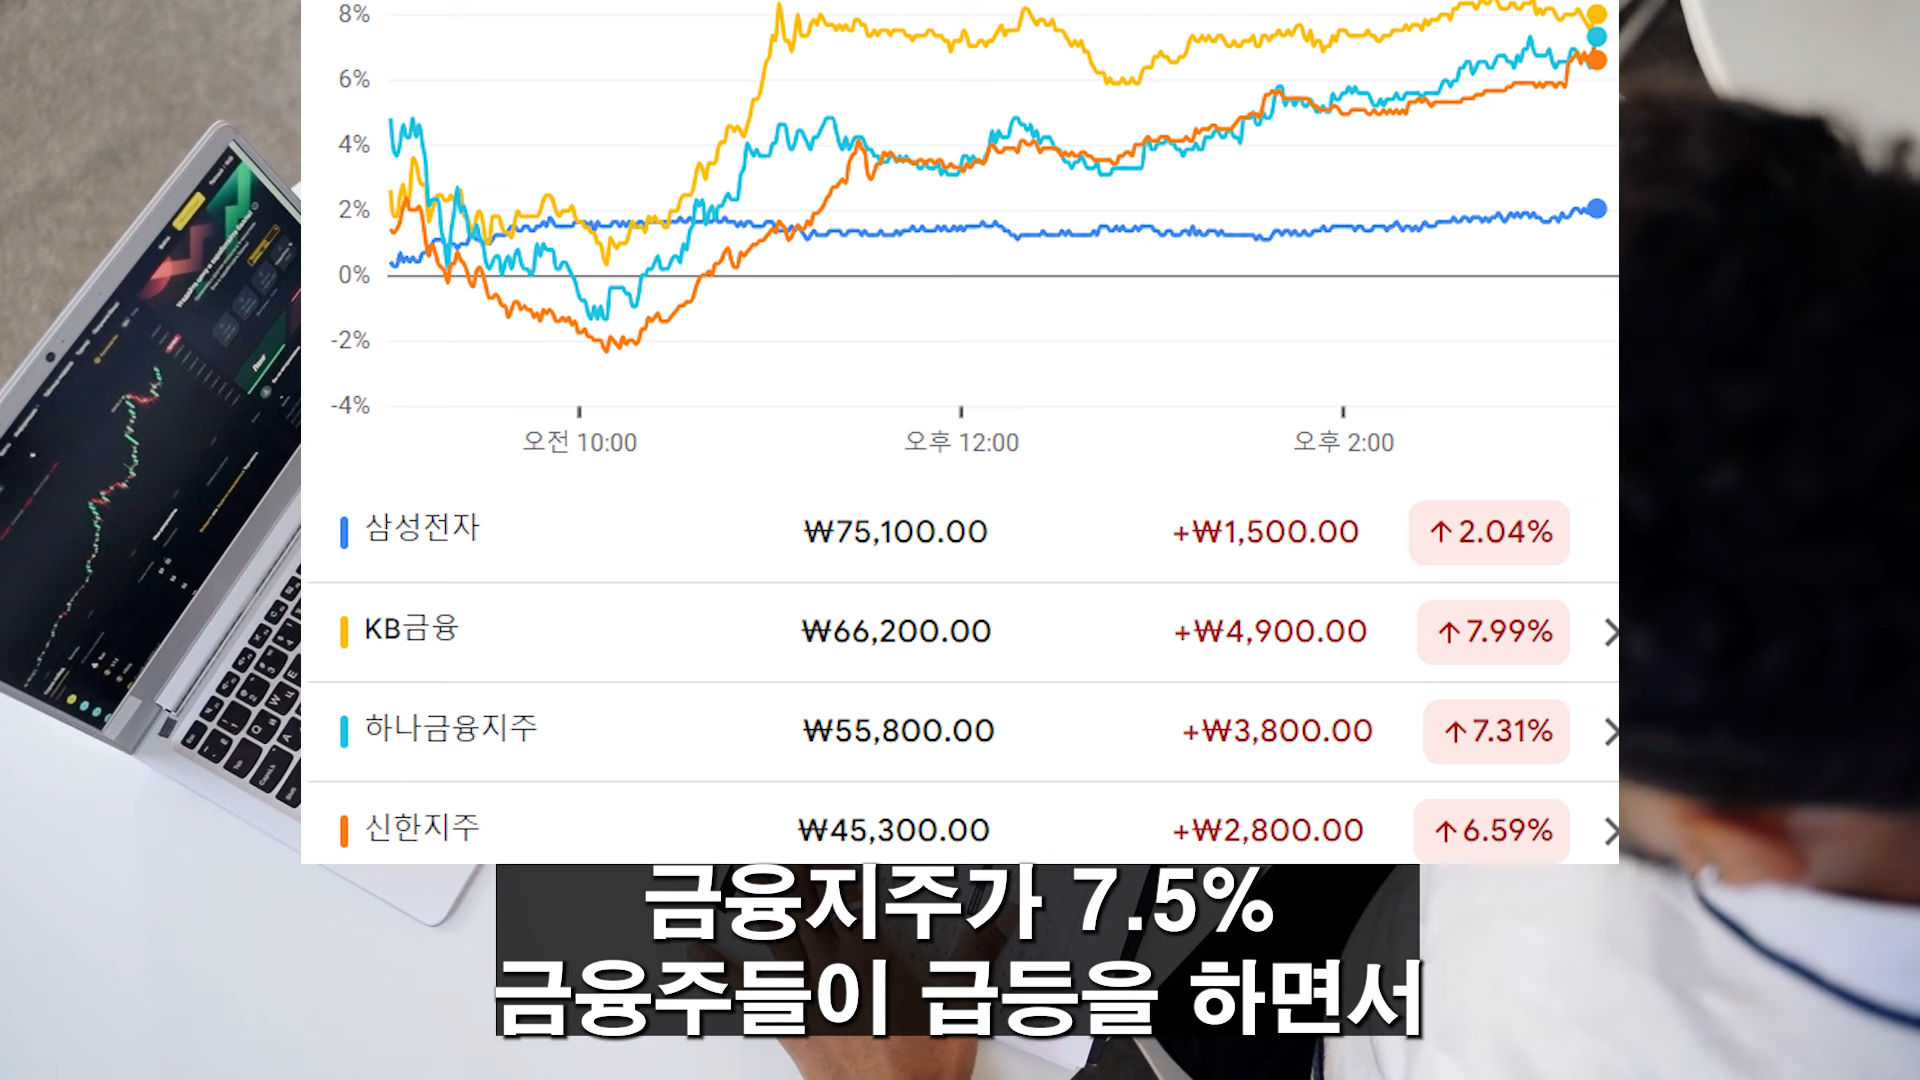 8%
6%
4%
2%
0%
-2%
-4%
오전 10:00 오후 12:00 오후 2:00
삼성전자 ₩75,100.00 +₩1,500.00 ↑2.04%
KB금융 ₩66,200.00 +₩4,900.00 ↑7.99%
하나금융지주 ₩55,800.00 +₩3,800.00 ↑7.31%
신한지주 ₩45,300.00 +₩2,800.00 ↑6.59%
금융지주가 7.5%
금융주들이 급등을 하면서